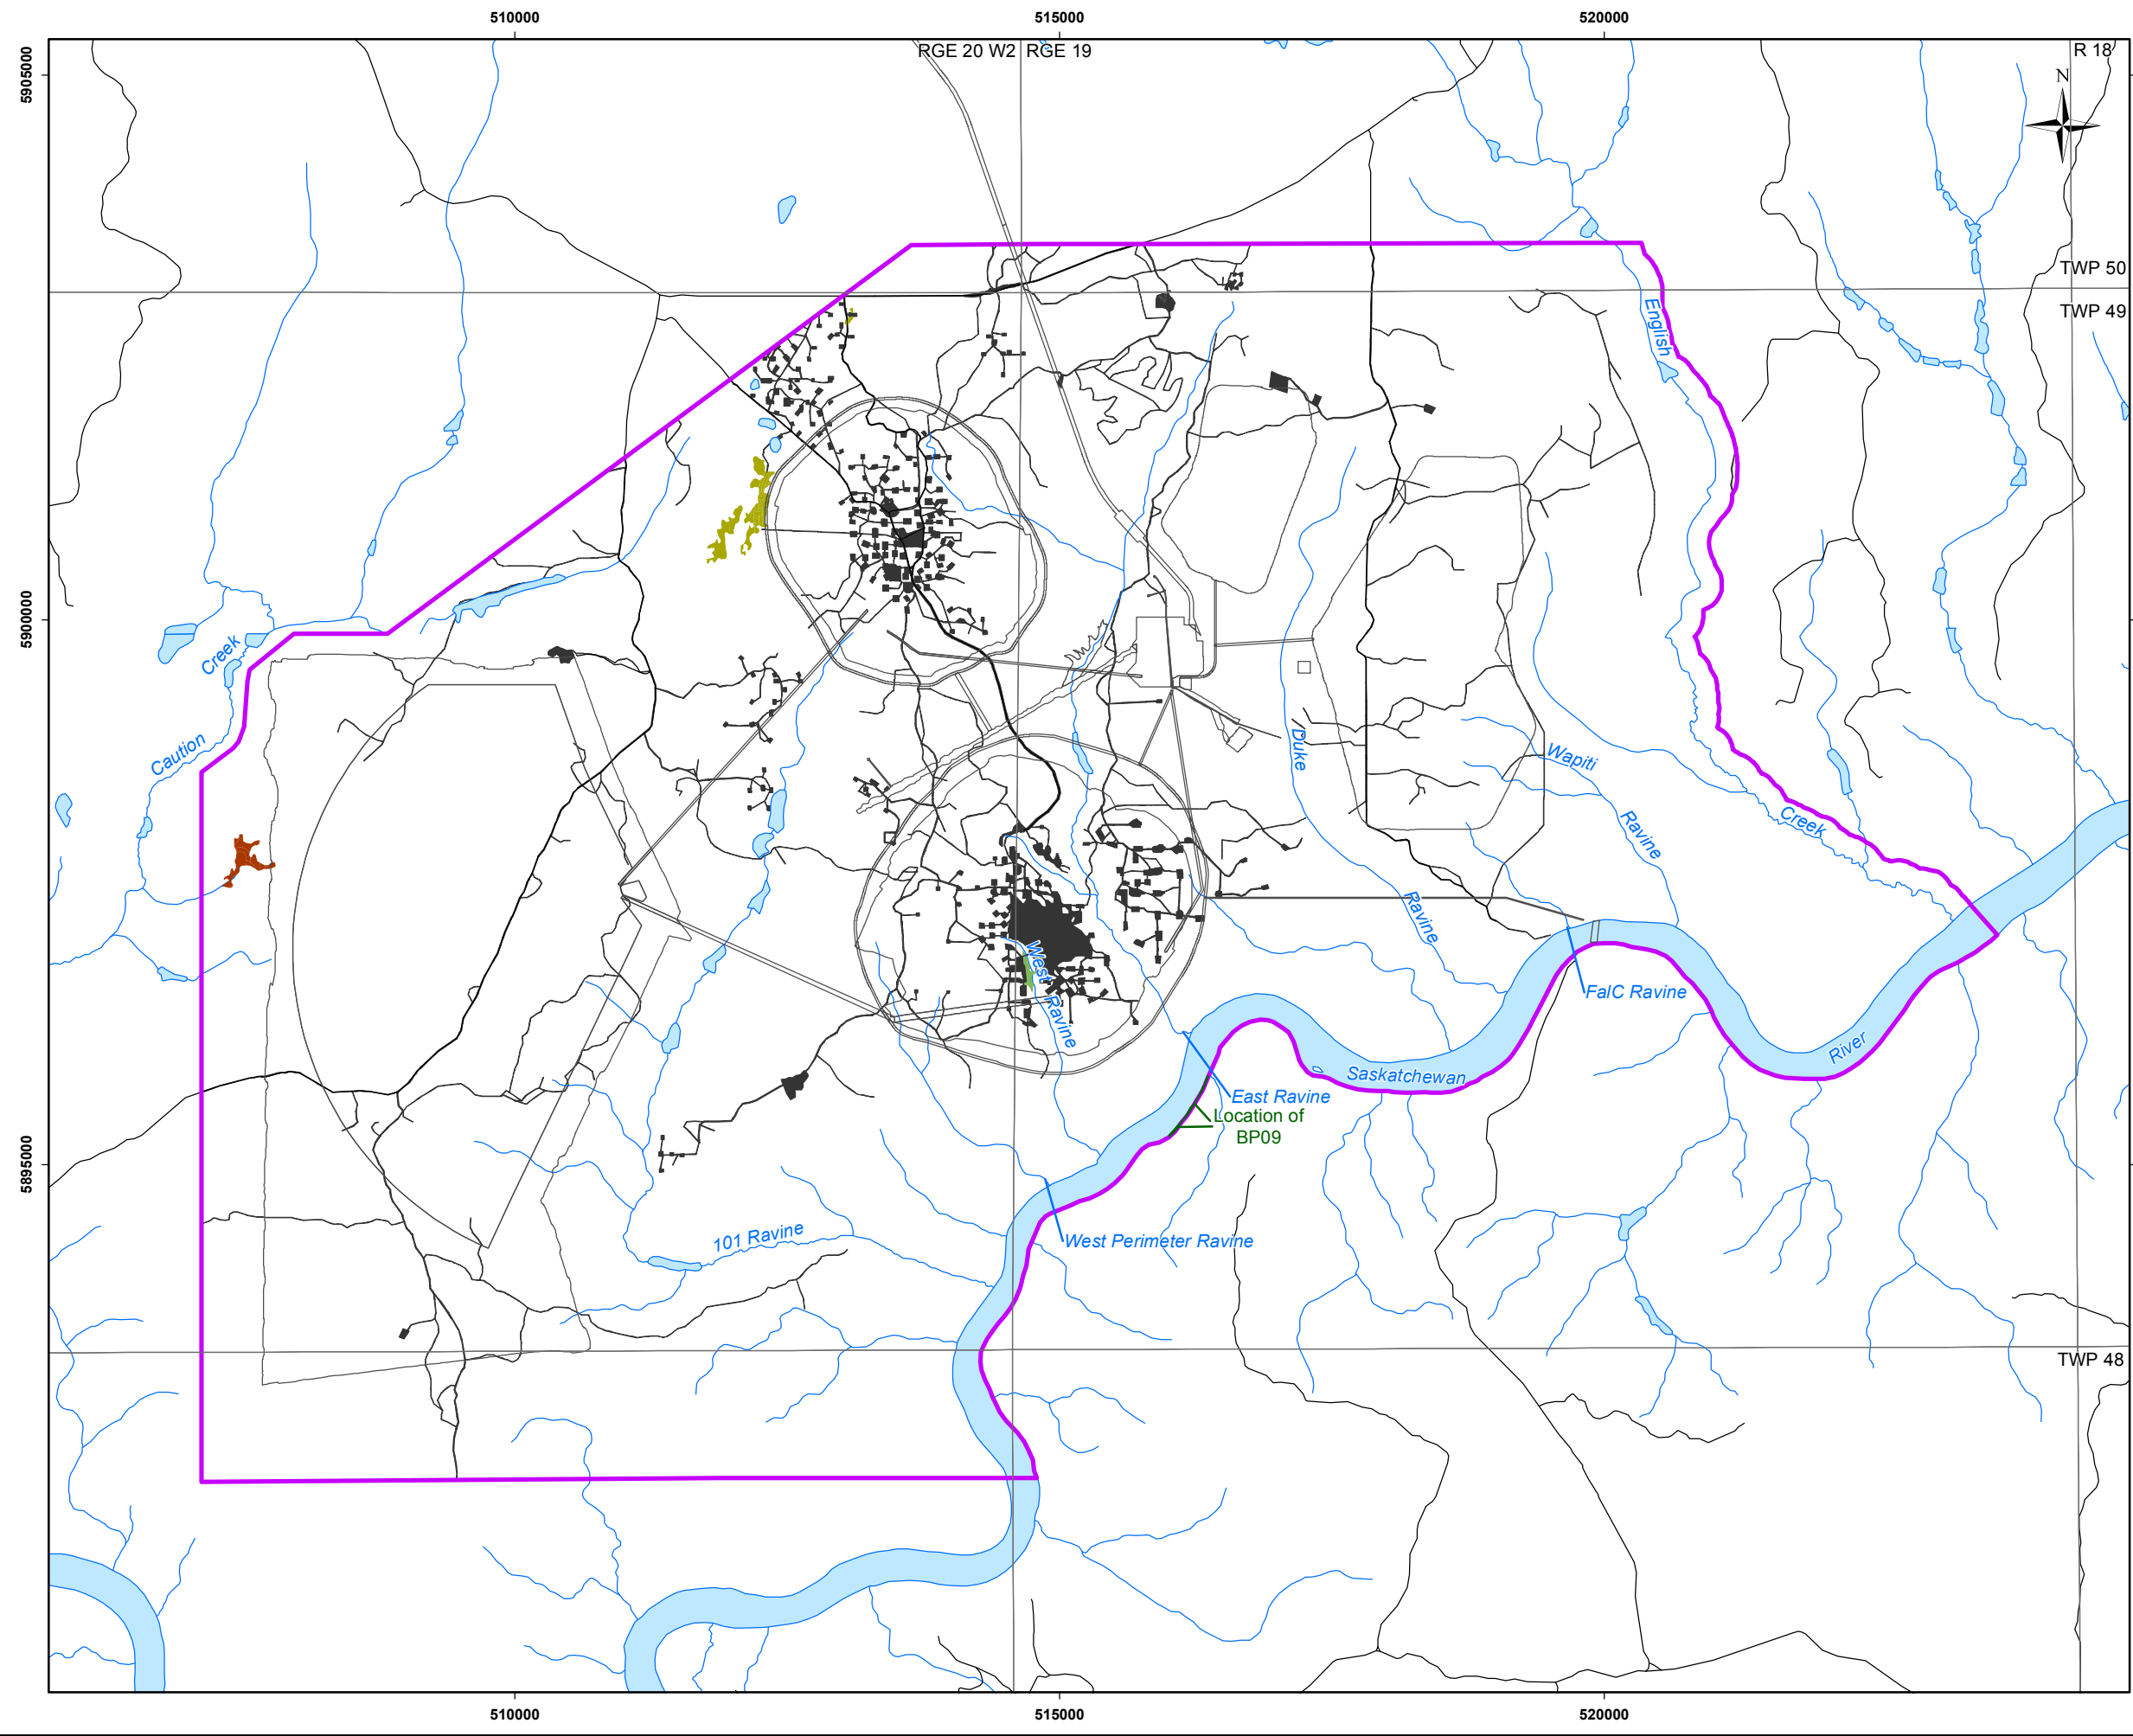 510000
515000
520000
RGE 20 W2
RGE 19
R 18
5905000
N
TWP 50
TWP 49
English
5900000
Creek
Caution
Duke
Wapiti
Ravine
Creek
Ravine
West
Ravine
FalC Ravine
River
Saskatchewan
East Ravine
Location of
BP09
5895000
101 Ravine
West Perimeter Ravine
TWP 48
510000
515000
520000